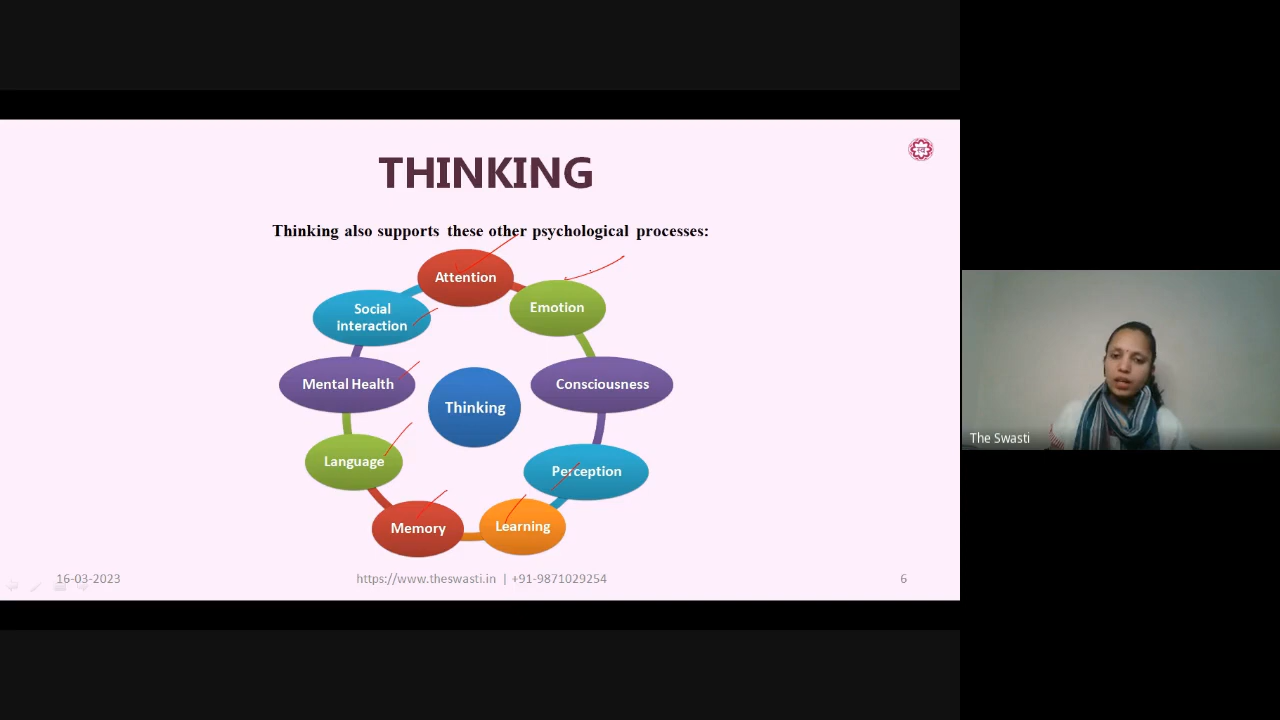 THINKING
Thinking also supports these other psychological processes:
Attention
Emotion
Consciousness
Perception
Learning
Memory
Language
Mental Health
Social
interaction
Thinking
16-03-2023
https://www.theswasti.in | +91-9871029254
6
The Swasti